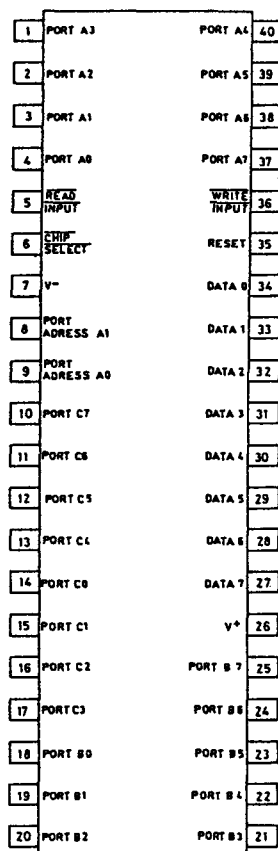 1 PORT A3 PORT A4 40
2 PORT A2 PORT A5 39
3 PORT A1 PORT A6 38
4 PORT A0 PORT A7 37
5 READ WRITE 36
INPUT INPUT
6 CHIP RESET 35
SELECT
7 V- DATA 0 34
8 PORT DATA 1 33
ADRESS A1
9 PORT DATA 2 32
ADRESS A0
10 PORT C7 DATA 3 31
11 PORT C6 DATA 4 30
12 PORT C5 DATA 5 29
13 PORT C4 DATA 6 28
14 PORT C0 DATA 7 27
15 PORT C1 V+ 26
16 PORT C2 PORT B 7 25
17 PORT C3 PORT B6 24
18 PORT B0 PORT B5 23
19 PORT B1 PORT B4 22
20 PORT B2 PORT B3 21